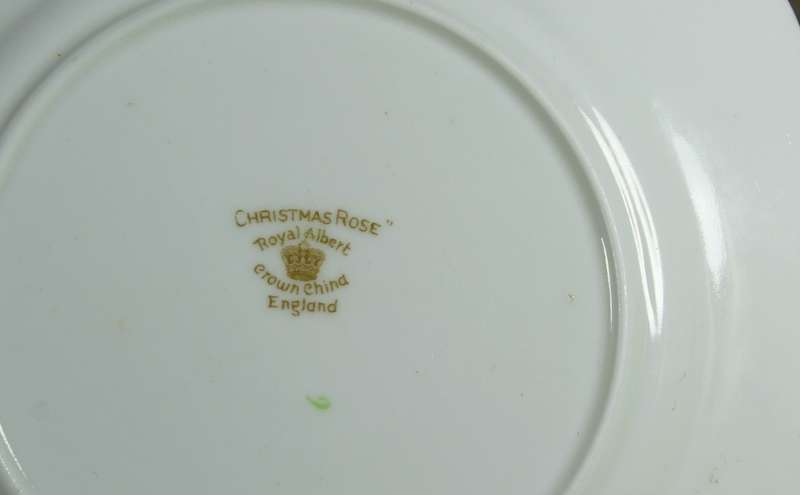 CHRISTMAS ROSE"
Royal Albert
Crown China
England